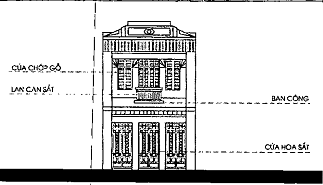 CỬA CHỚP GỖ
LAN CAN SẮT
BAN CÔNG
CỬA HOA SẮT